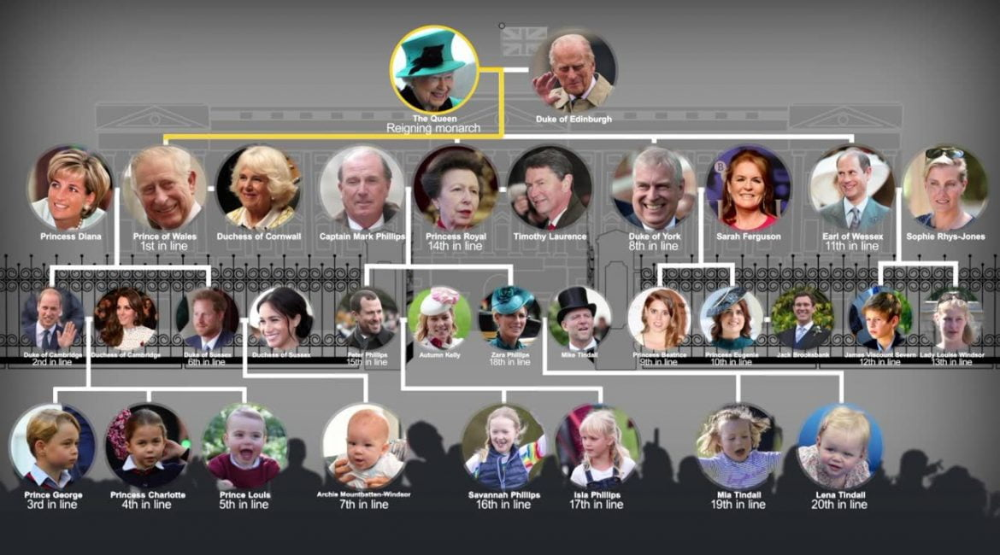 The Queen
Reigning monarch
Duke of Edinburgh
B
Princess Diana
Prince of Wales
1st in line
Duchess of Cornwall
Captain Mark Phillips
Princess Royal
14th in line
Timothy Laurence
Duke of York
8th in line
Sarah Ferguson
Earl of Wessex
11th in line
Sophie Rhys-Jones
Duke of Cambridge
2nd in line
Duchess of Cambridge
Duke of Sussex
6th in line
Duchess of Sussex
Peter Phillips
15th in line
Autumn Kelly
Zara Phillips
18th in line
Mike Tindall
Princess Beatrice
9th in line
Princess Eugenie
10th in line
Jack Brooksbank
James Viscount Severn
12th in line
Lady Louise Windsor
13th in line
Prince George
3rd in line
Princess Charlotte
4th in line
Prince Louis
5th in line
Archie Mountbatten-Windsor
7th in line
Savannah Phillips
16th in line
Isla Phillips
17th in line
Mia Tindall
19th in line
Lena Tindall
20th in line